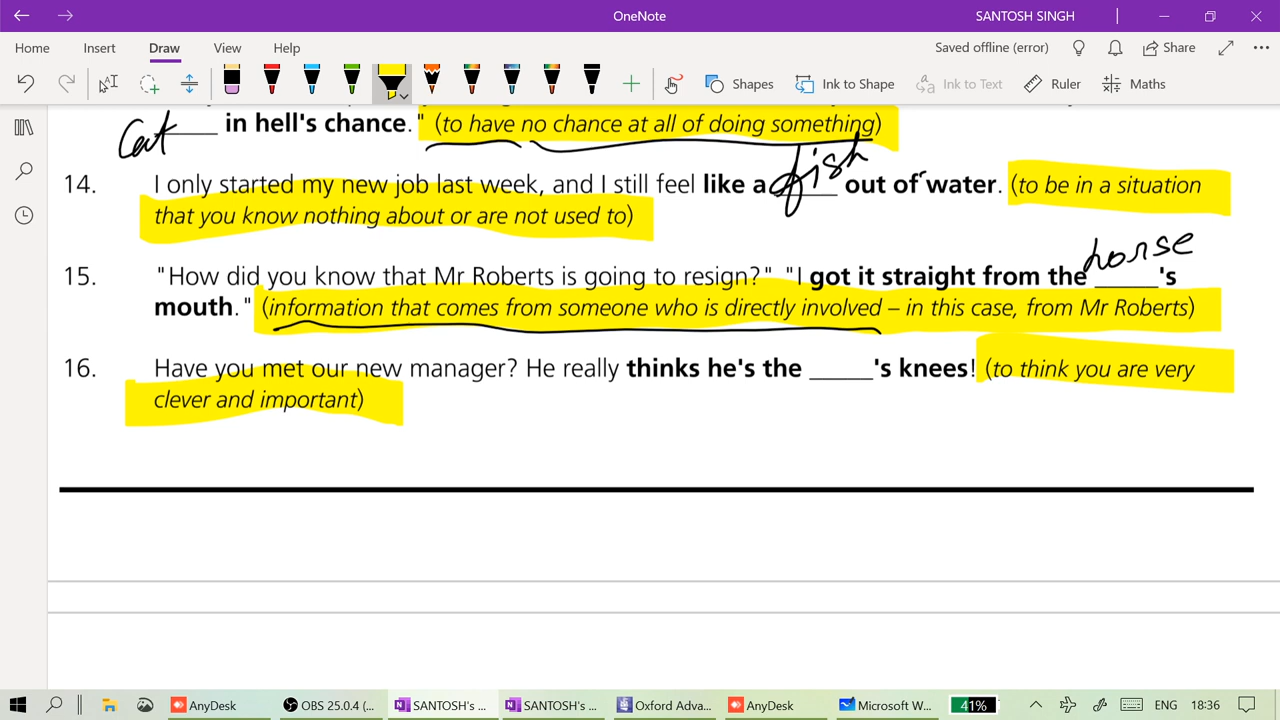 OneNote
SANTOSH SINGH
Home Insert Draw View Help
Saved offline (error) Share
Shapes Ink to Shape Ink to Text Ruler Maths
cat ____ in hell's chance." (to have no chance at all of doing something)
14. I only started my new job last week, and I still feel like a fish out of water. (to be in a situation
that you know nothing about or are not used to)
15. "How did you know that Mr Roberts is going to resign?" "I got it straight from the horse _____'s
mouth." (information that comes from someone who is directly involved – in this case, from Mr Roberts)
16. Have you met our new manager? He really thinks he's the _____'s knees! (to think you are very
clever and important)
AnyDesk OBS 25.0.4 (... SANTOSH's ... SANTOSH's ... Oxford Adva... AnyDesk Microsoft W... 41% ENG 18:36